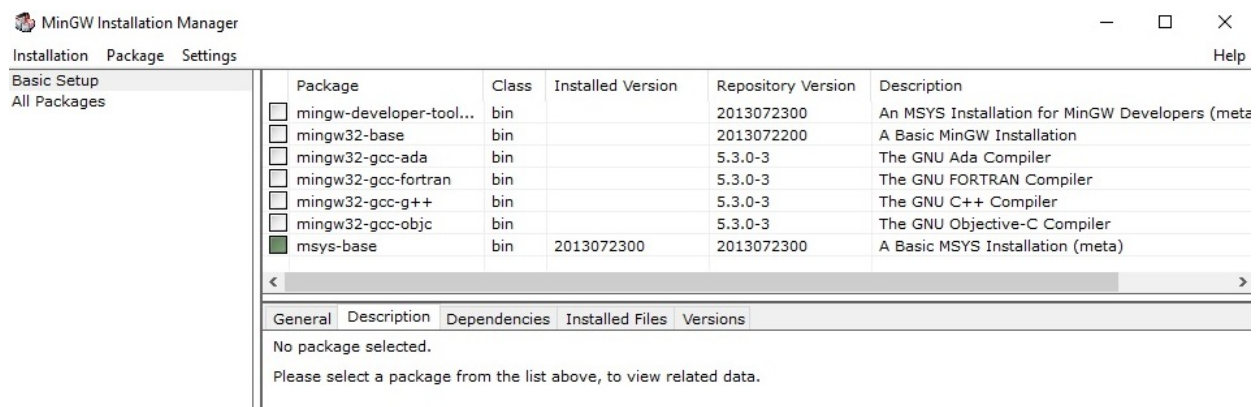 MinGW Installation Manager
Installation Package Settings Help
Basic Setup
All Packages
Package Class Installed Version Repository Version Description
mingw-developer-tool... bin 2013072300 An MSYS Installation for MinGW Developers (meta
mingw32-base bin 2013072200 A Basic MinGW Installation
mingw32-gcc-ada bin 5.3.0-3 The GNU Ada Compiler
mingw32-gcc-fortran bin 5.3.0-3 The GNU FORTRAN Compiler
mingw32-gcc-g++ bin 5.3.0-3 The GNU C++ Compiler
mingw32-gcc-objc bin 5.3.0-3 The GNU Objective-C Compiler
msys-base bin 2013072300 2013072300 A Basic MSYS Installation (meta)
General Description Dependencies Installed Files Versions
No package selected.
Please select a package from the list above, to view related data.